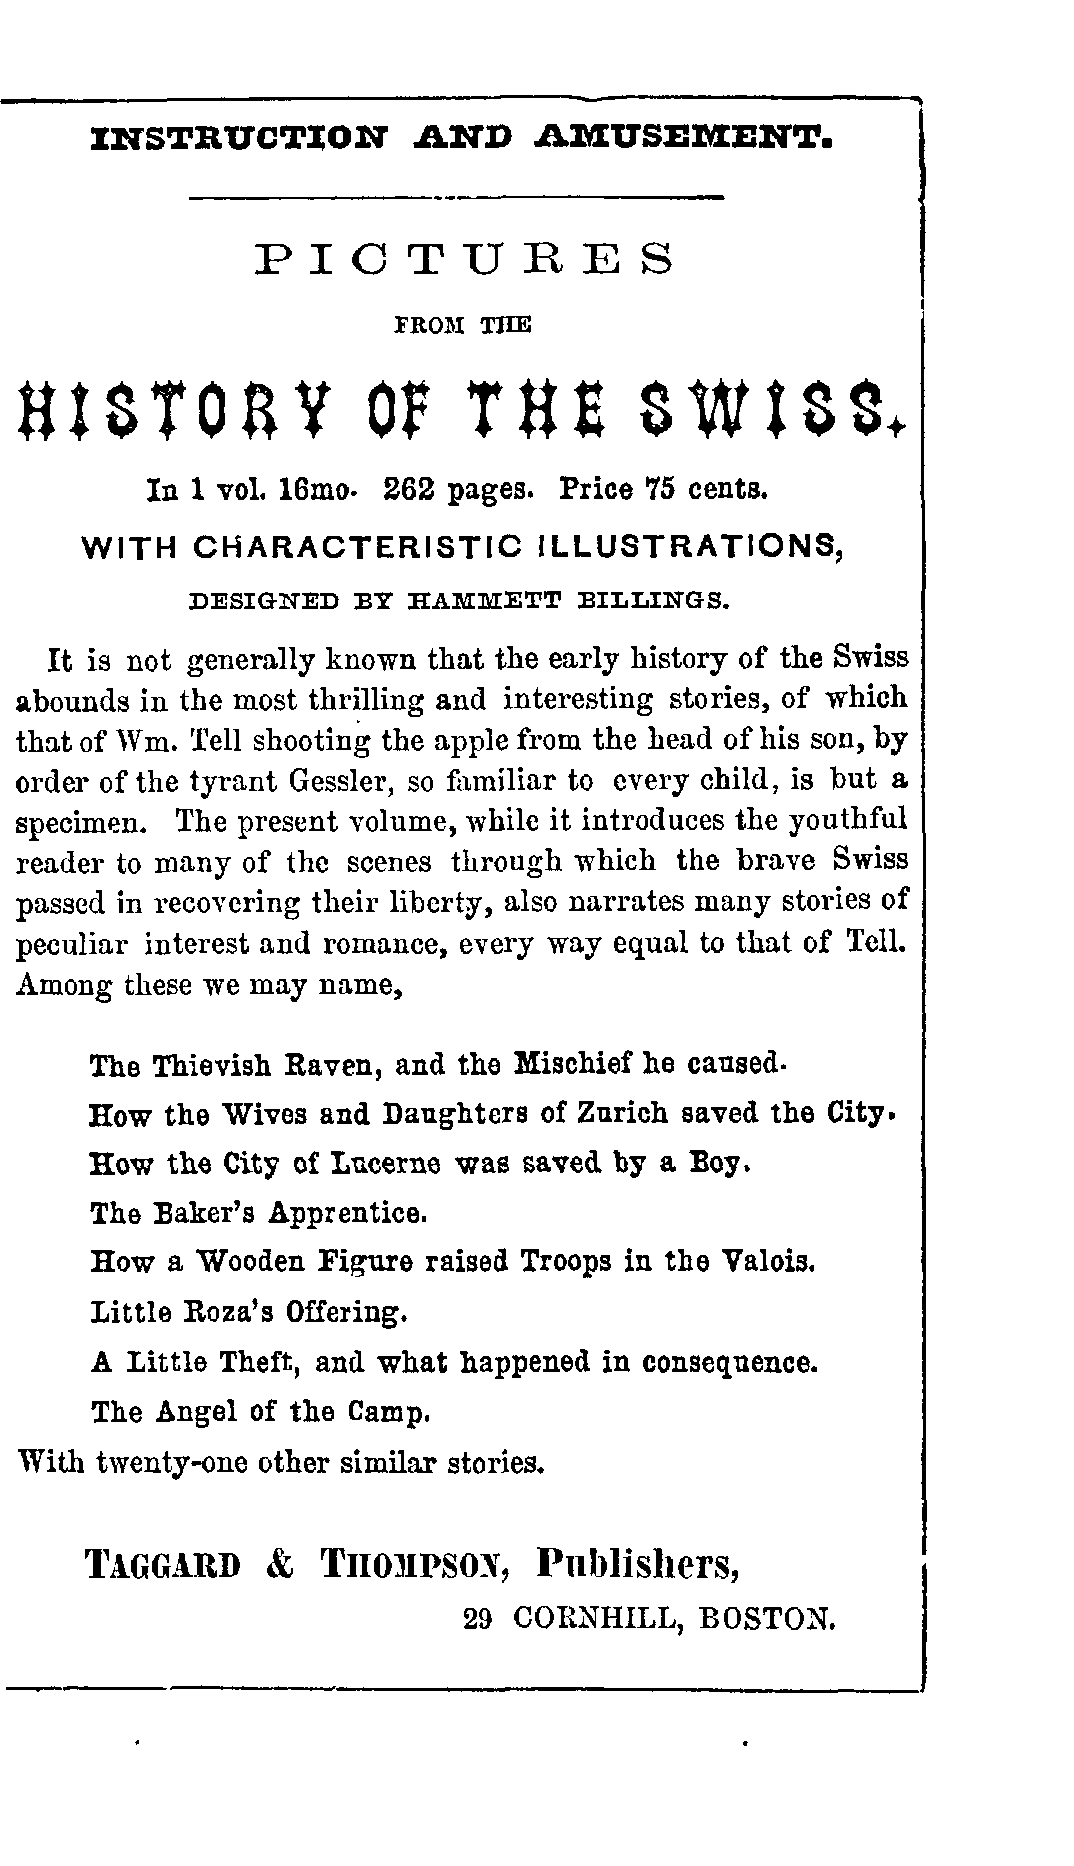 INSTRUCTION AND AMUSEMENT.
PICTURES
FROM THE
HISTORY OF THE SWISS.
In 1 vol. 16mo. 262 pages. Price 75 cents.
WITH CHARACTERISTIC ILLUSTRATIONS,
DESIGNED BY HAMMETT BILLINGS.
It is not generally known that the early history of the Swiss
abounds in the most thrilling and interesting stories, of which
that of Wm. Tell shooting the apple from the head of his son, by
order of the tyrant Gessler, so familiar to every child, is but a
specimen. The present volume, while it introduces the youthful
reader to many of the scenes through which the brave Swiss
passed in recovering their liberty, also narrates many stories of
peculiar interest and romance, every way equal to that of Tell.
Among these we may name,
The Thievish Raven, and the Mischief he caused.
How the Wives and Daughters of Zurich saved the City.
How the City of Lucerne was saved by a Boy.
The Baker's Apprentice.
How a Wooden Figure raised Troops in the Valois.
Little Roza's Offering.
A Little Theft, and what happened in consequence.
The Angel of the Camp.
With twenty-one other similar stories.
TAGGARD & THOMPSON, Publishers,
29 CORNHILL, BOSTON.